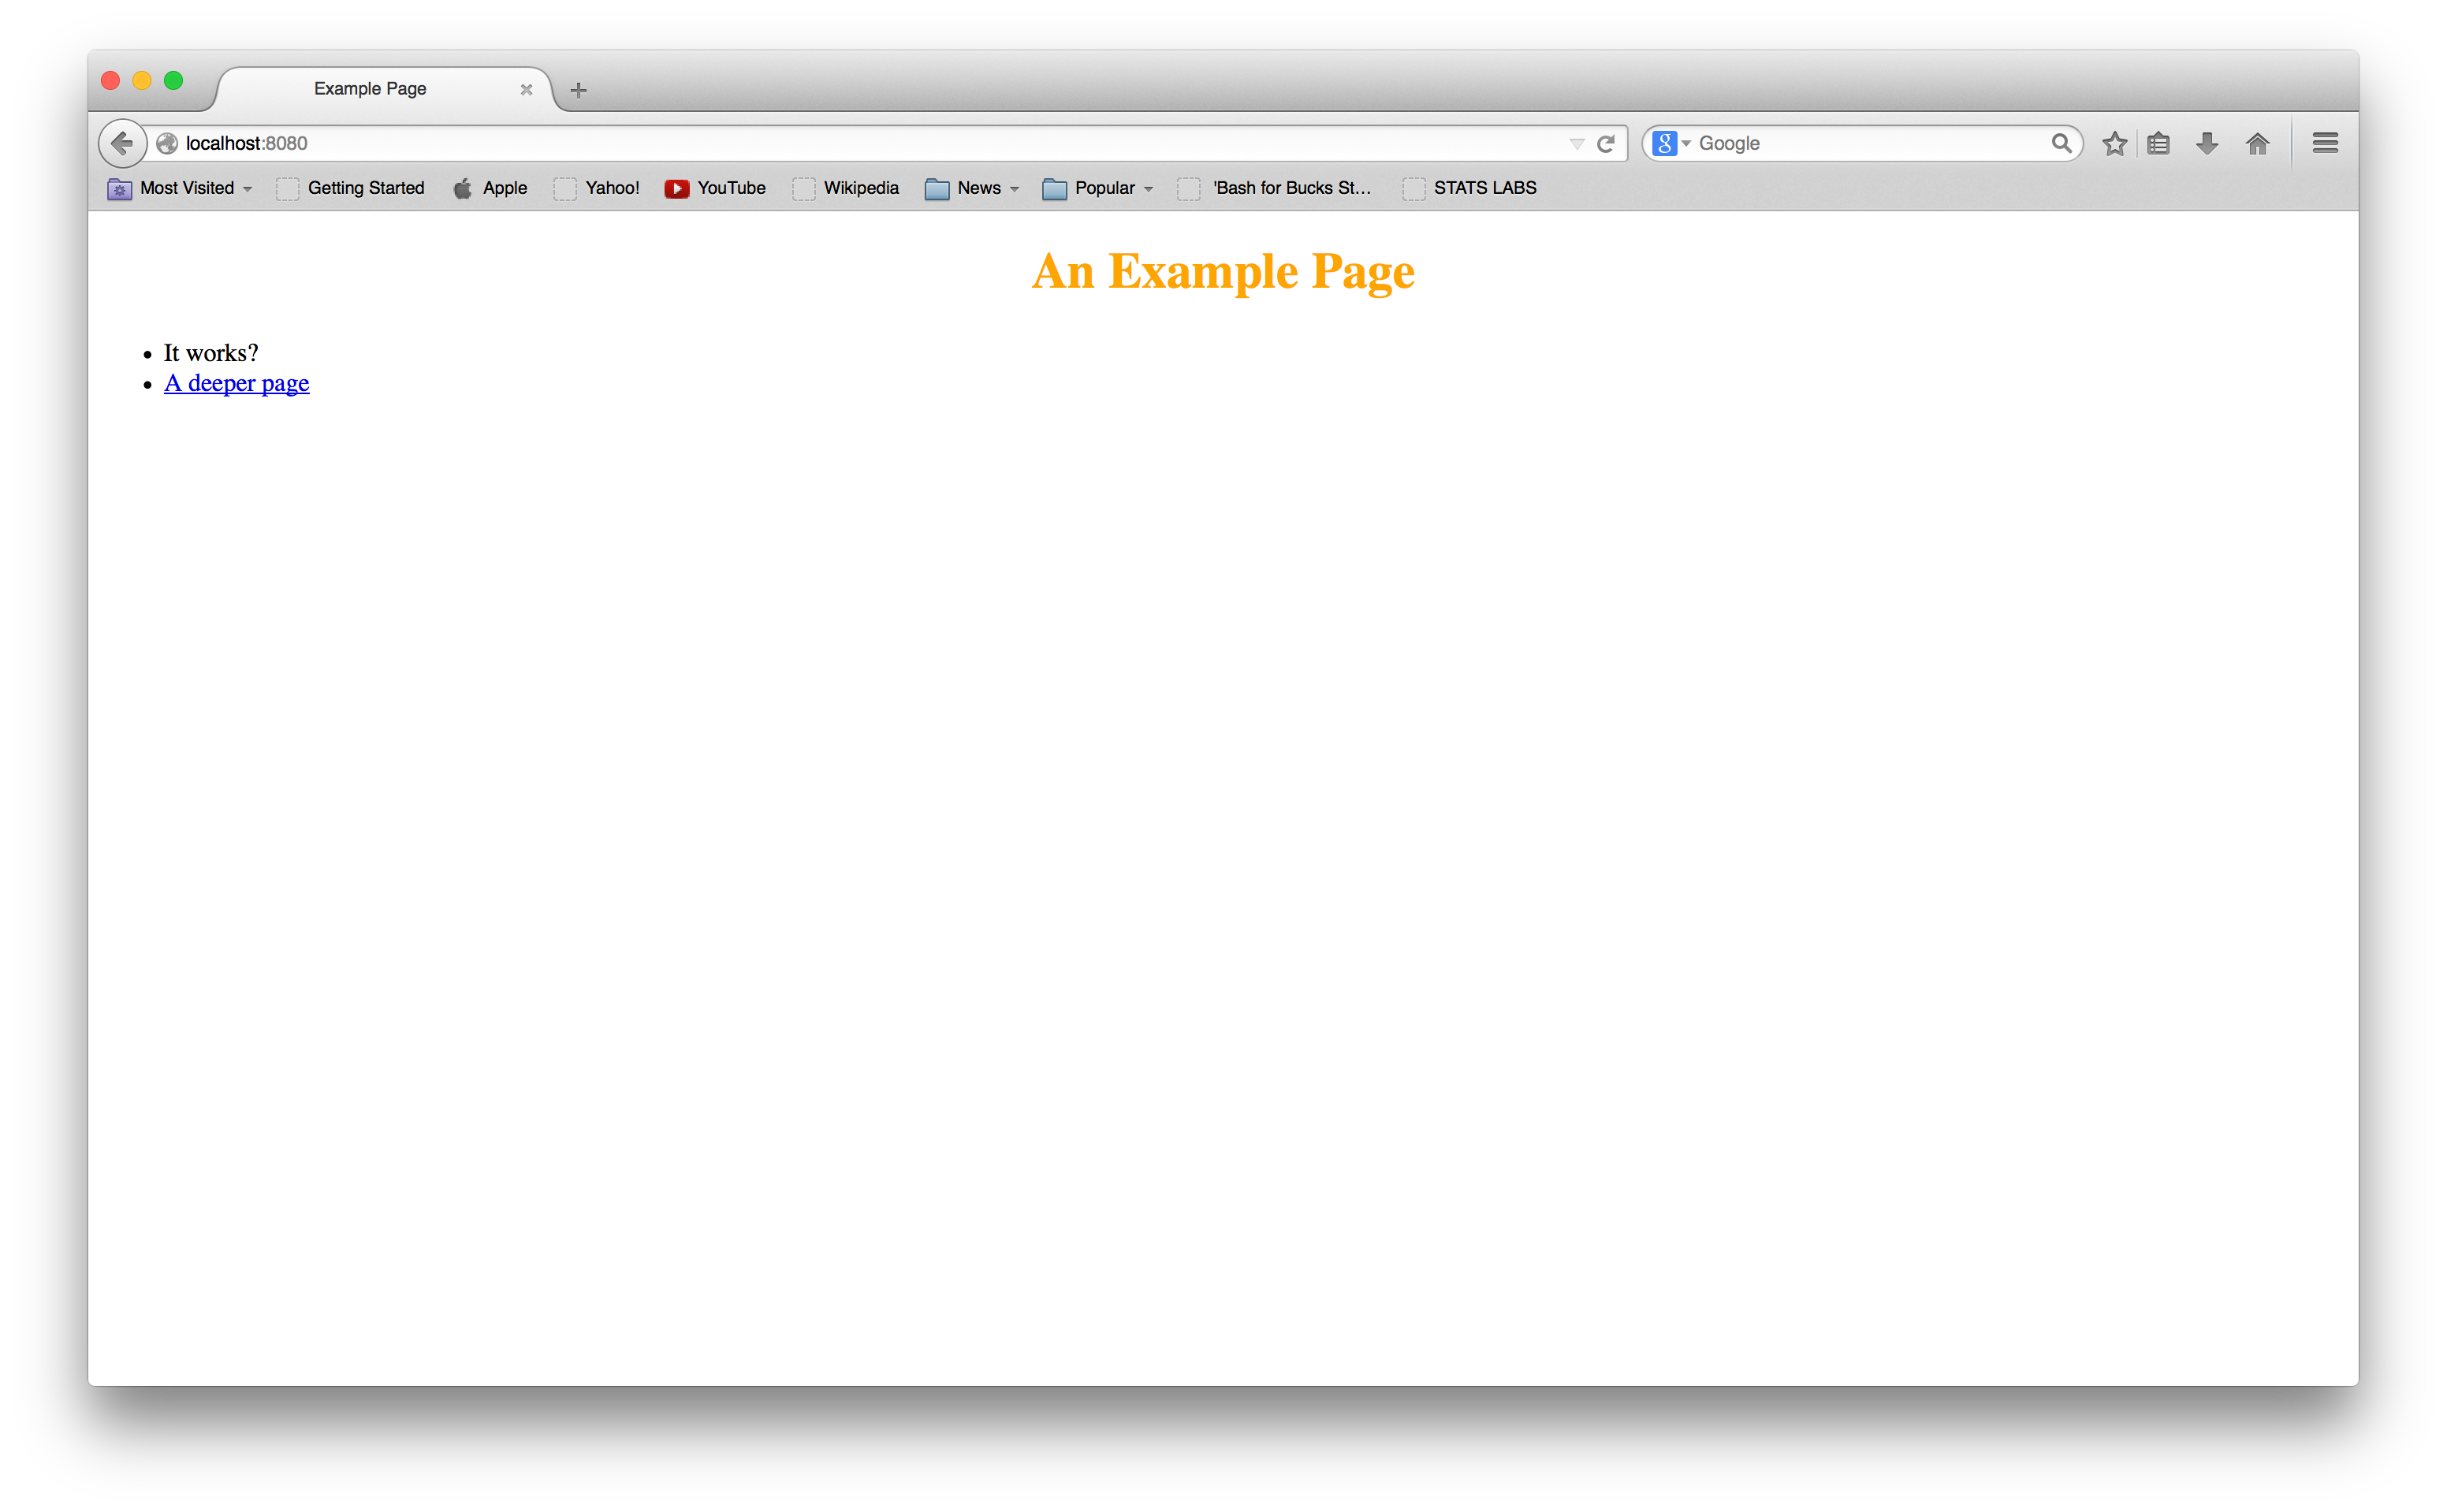 Example Page
localhost:8080
Google
Most Visited Getting Started Apple Yahoo! YouTube Wikipedia News Popular 'Bash for Bucks St... STATS LABS
An Example Page
It works?
A deeper page